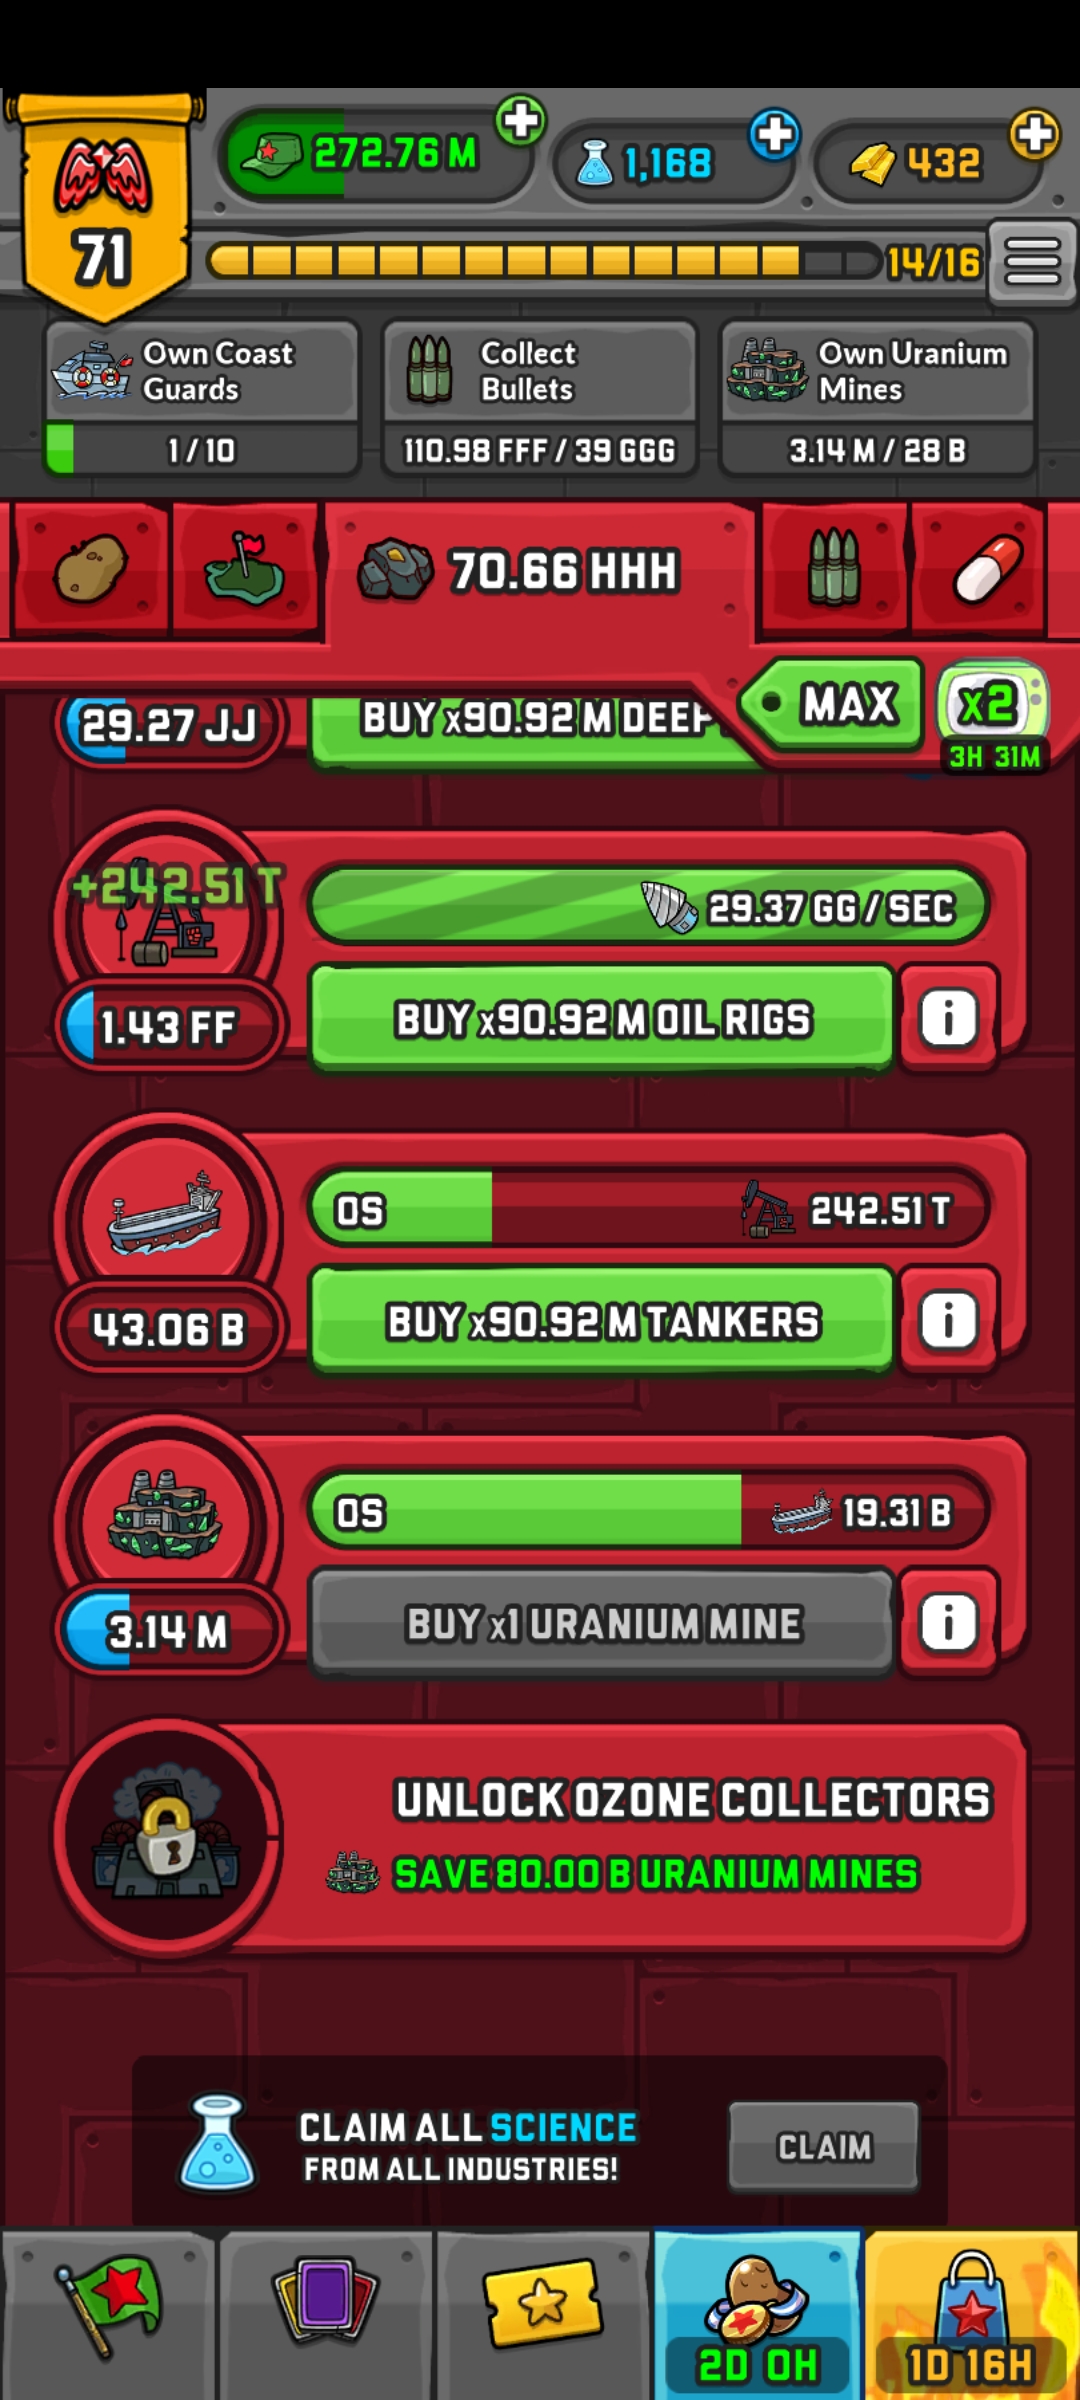 272.76 M
1,168
432
71
14/16
Own Coast
Guards
1 / 10
Collect
Bullets
110.98 FFF / 39 GGG
Own Uranium
Mines
3.14 M / 28 B
70.66 HHH
MAX
x2
3H 31M
29.27 JJ
BUY x90.92 M DEEP
+242.51 T
29.37 GG / SEC
1.43 FF
BUY x90.92 M OIL RIGS
0S
242.51 T
43.06 B
BUY x90.92 M TANKERS
0S
19.31 B
3.14 M
BUY x1 URANIUM MINE
UNLOCK OZONE COLLECTORS
SAVE 80.00 B URANIUM MINES
CLAIM ALL SCIENCE
FROM ALL INDUSTRIES!
CLAIM
2D 0H
1D 16H